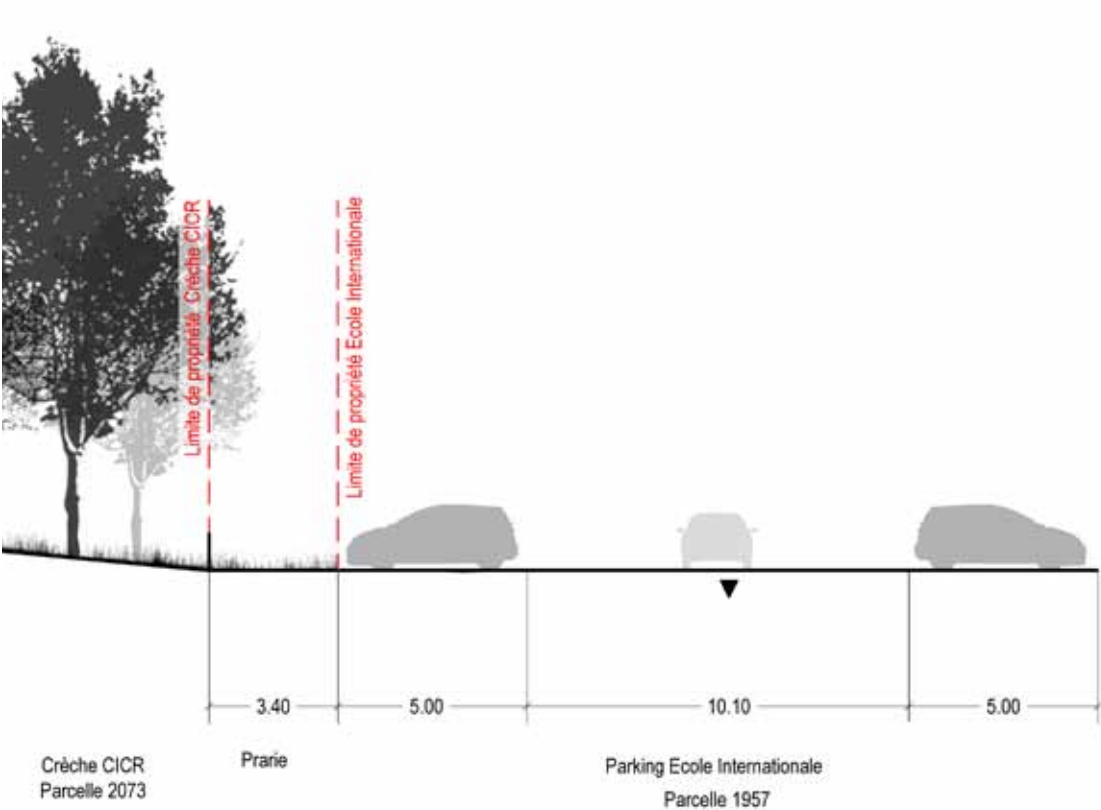 Limite de propriété Crèche CICR
Limite de propriété Ecole Internationale
3.40
5.00
10.10
5.00
Crèche CICR
Parcelle 2073
Prarie
Parking Ecole Internationale
Parcelle 1957